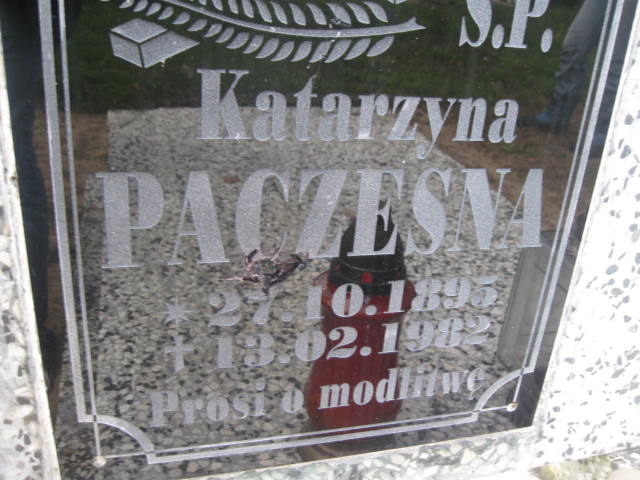 Ś.P.
Katarzyna
PACZESNA
* 27.10.1895
† 13.02.1982
Prosi o modlitwę